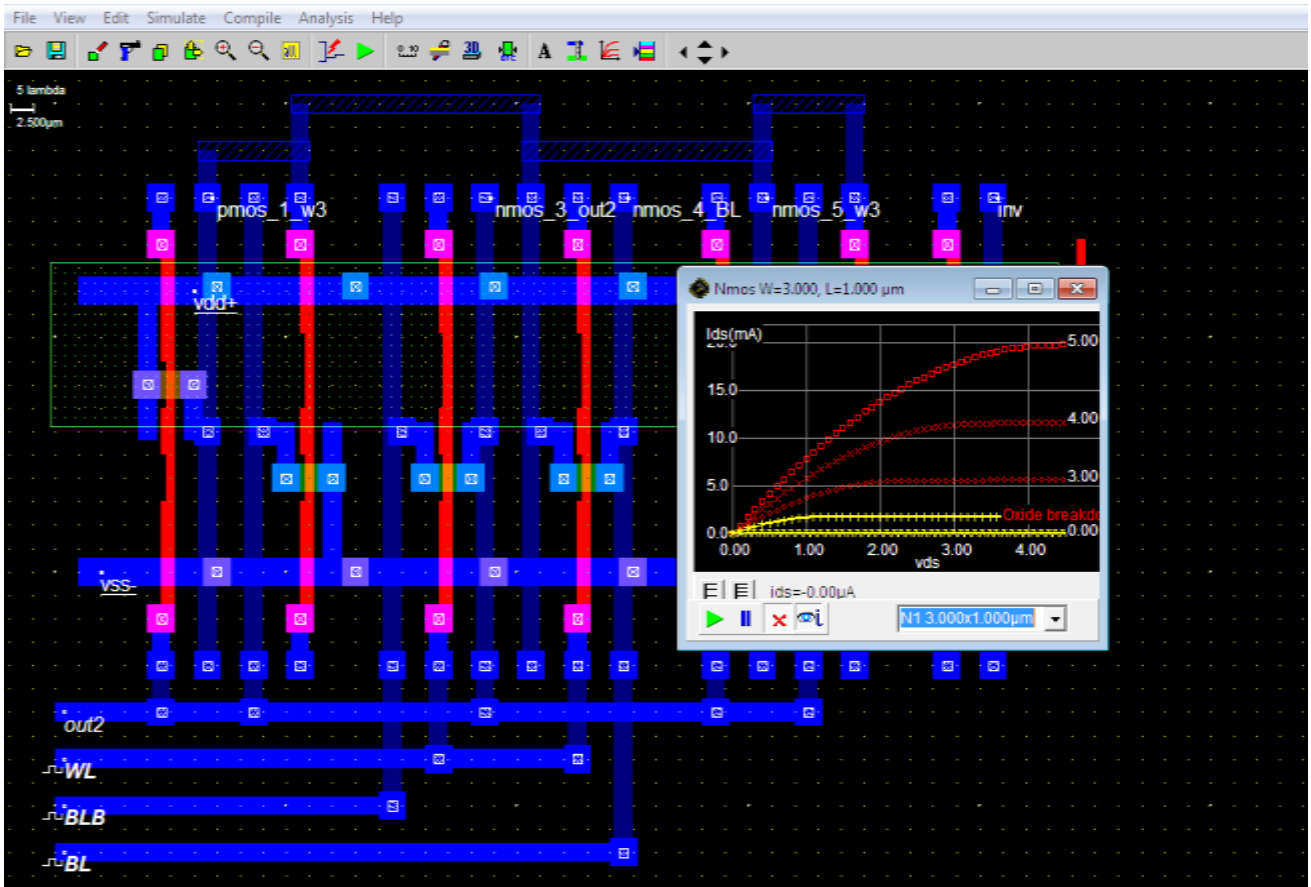 File View Edit Simulate Compile Analysis Help
0.10 3D A
5 lambda
2.500µm
pmos_1_w3 nmos_3_out2 nmos_4_BL nmos_5_w3 inv
vdd+
Nmos W=3.000, L=1.000 µm
Ids(mA)
5.00
15.0
4.00
10.0
3.00
5.0
Oxide breakdo
0.0
0.00
0.00 1.00 2.00 3.00 4.00
vds
vss-
ids=-0.00µA
N1 3.000x1.000µm
out2
WL
BLB
BL